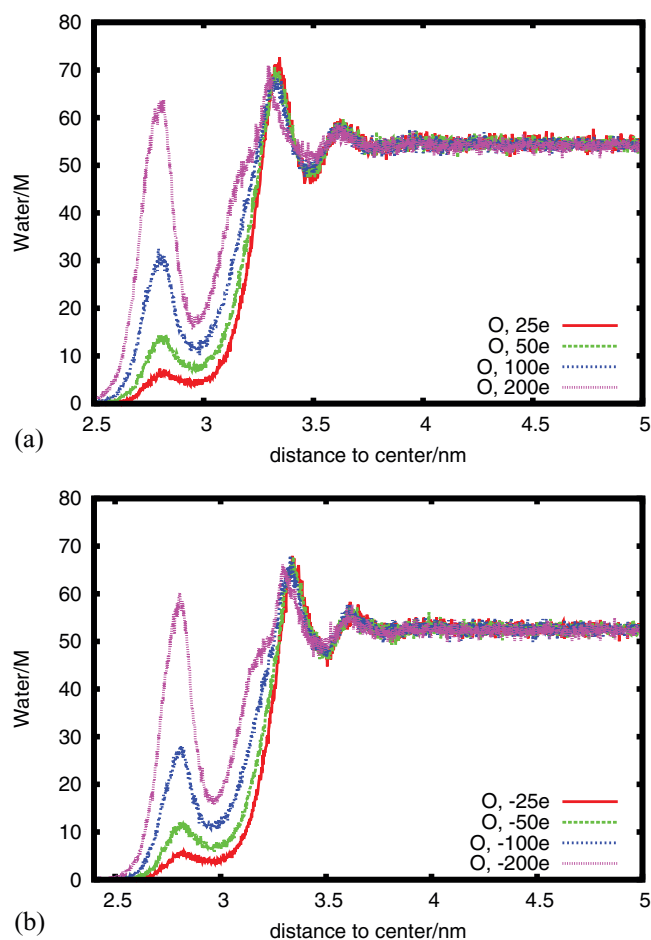 80
70
60
50
40
30
20
10
0
Water/M
O, 25e
O, 50e
O, 100e
O, 200e
2.5 3 3.5 4 4.5 5
distance to center/nm
(a)
80
70
60
50
40
30
20
10
0
Water/M
O, -25e
O, -50e
O, -100e
O, -200e
2.5 3 3.5 4 4.5 5
distance to center/nm
(b)